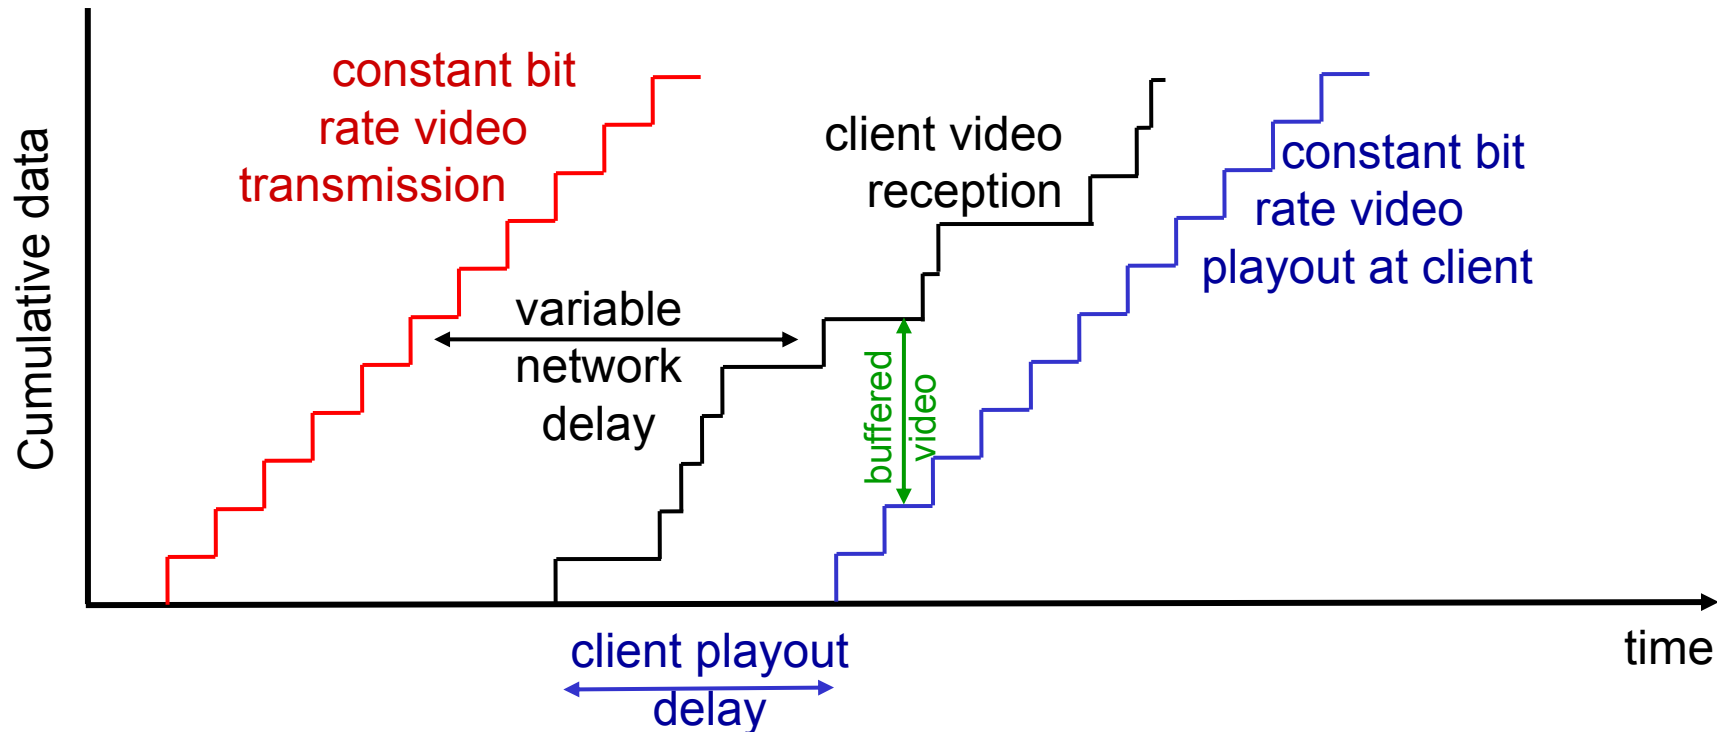 constant bit
rate video
transmission
client video
reception
constant bit
rate video
playout at client
variable
network
delay
buffered
video
Cumulative data
time
client playout
delay